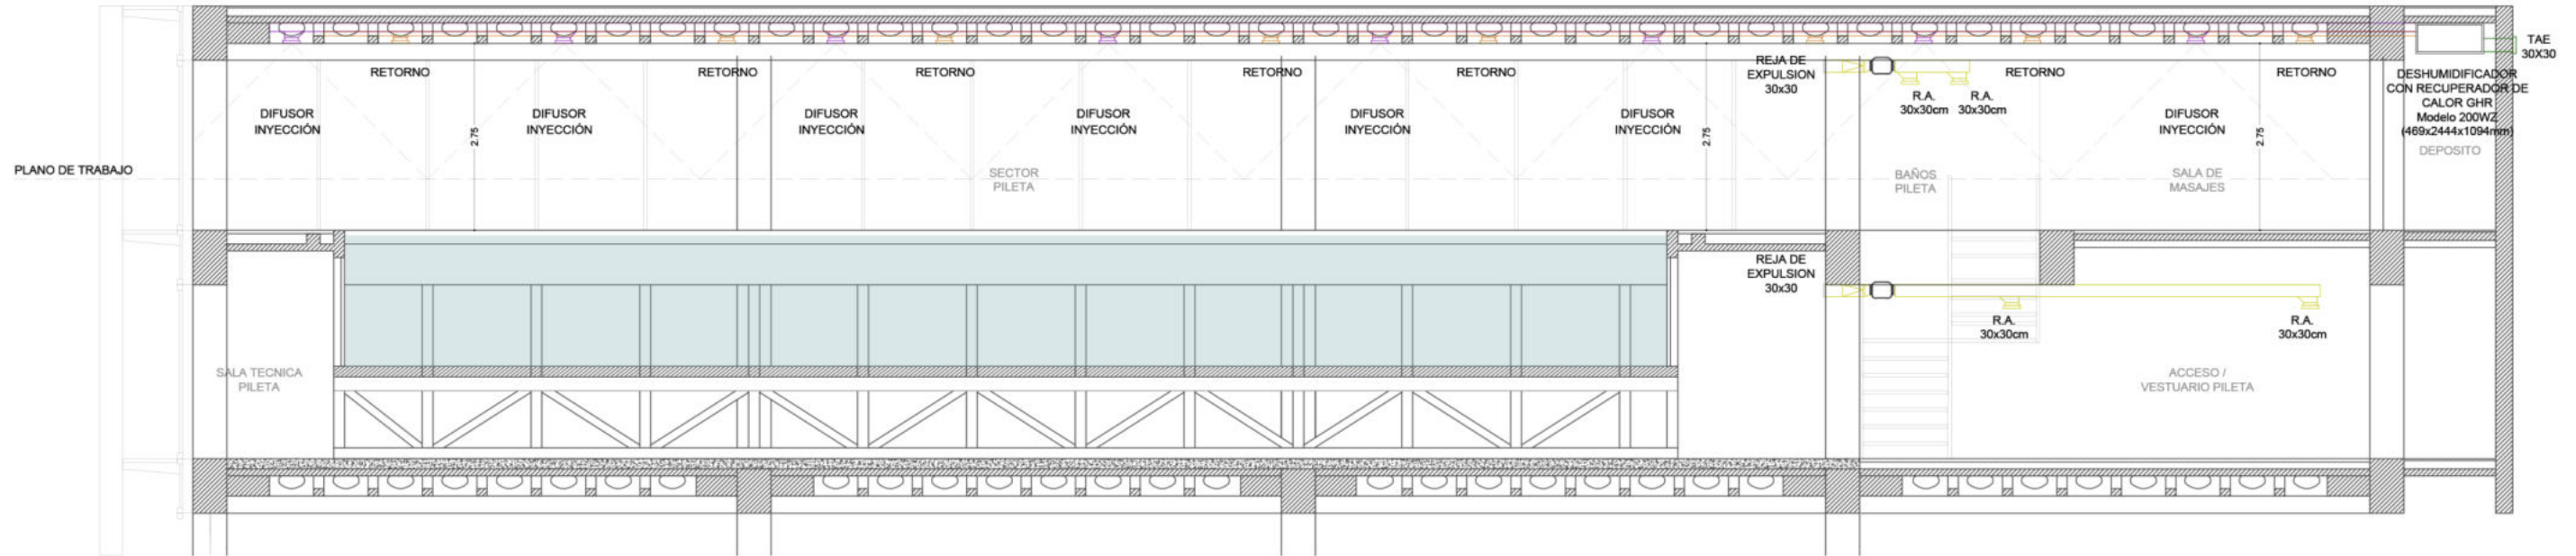 TAE
30X30
REJA DE
EXPULSION
30x30
RETORNO
RETORNO
RETORNO
RETORNO
RETORNO
RETORNO
RETORNO
DESHUMIDIFICADOR
CON RECUPERADOR DE
CALOR GHR
Modelo 200WZ
(469x2444x1094mm)
DEPOSITO
R.A.
30x30cm
R.A.
30x30cm
DIFUSOR
INYECCIÓN
DIFUSOR
INYECCIÓN
DIFUSOR
INYECCIÓN
DIFUSOR
INYECCIÓN
DIFUSOR
INYECCIÓN
DIFUSOR
INYECCIÓN
DIFUSOR
INYECCIÓN
2.75
2.75
2.75
PLANO DE TRABAJO
SECTOR
PILETA
BAÑOS
PILETA
SALA DE
MASAJES
REJA DE
EXPULSION
30x30
R.A.
30x30cm
R.A.
30x30cm
SALA TECNICA
PILETA
ACCESO /
VESTUARIO PILETA